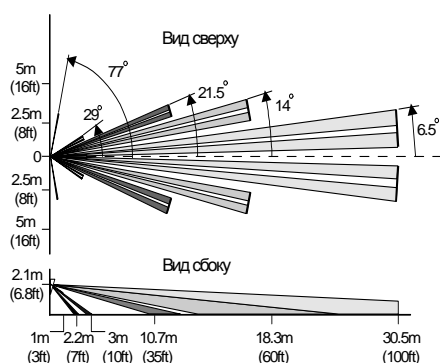 Вид сверху
5m
(16ft)
77°
2.5m
(8ft)
29°
21.5°
14°
6.5°
0
2.5m
(8ft)
5m
(16ft)
Вид сбоку
2.1m
(6.8ft)
1m
(3ft)
2.2m
(7ft)
3m
(10ft)
10.7m
(35ft)
18.3m
(60ft)
30.5m
(100ft)